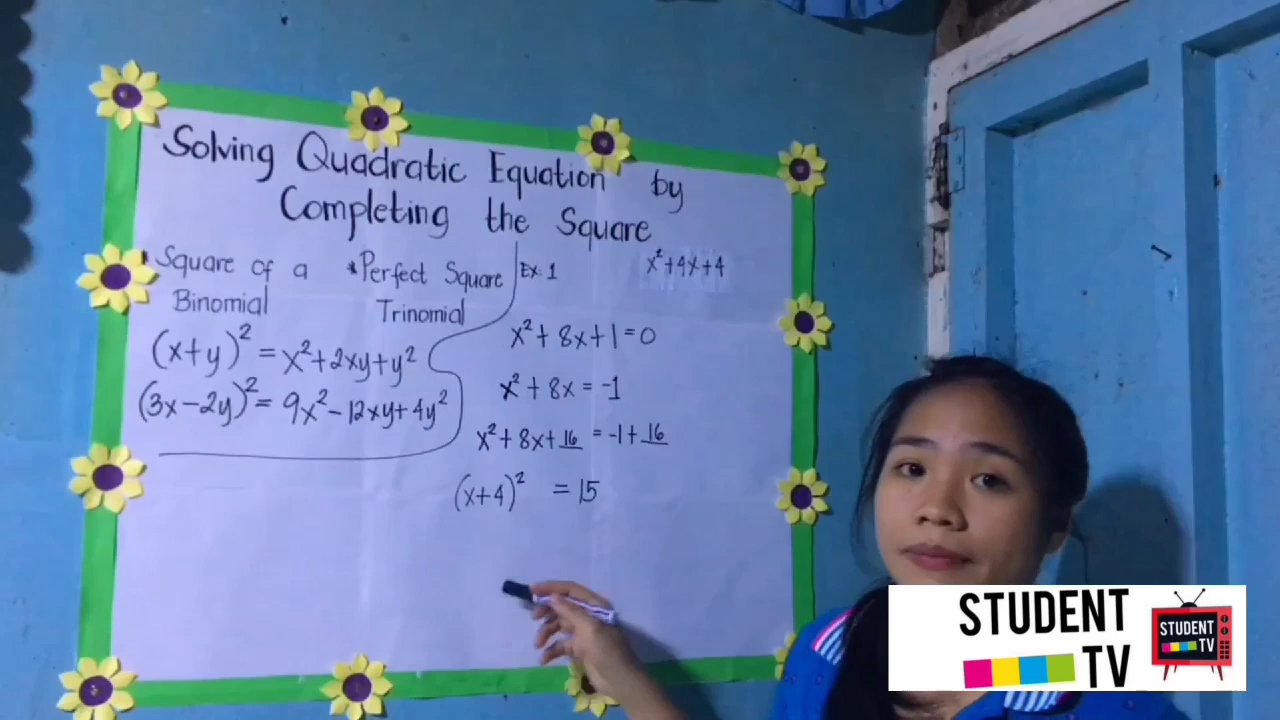 Solving Quadratic Equation by
Completing the Square
Square of a
Binomial
(x+y)² = x²+2xy+y²
(3x-2y)² = 9x²-12xy+4y²
*Perfect Square
Trinomial
Ex. 1
x²+4x+4
x²+8x+1=0
x²+8x=-1
x²+8x+16=-1+16
(x+4)² =15
STUDENT
TV
STUDENT
TV